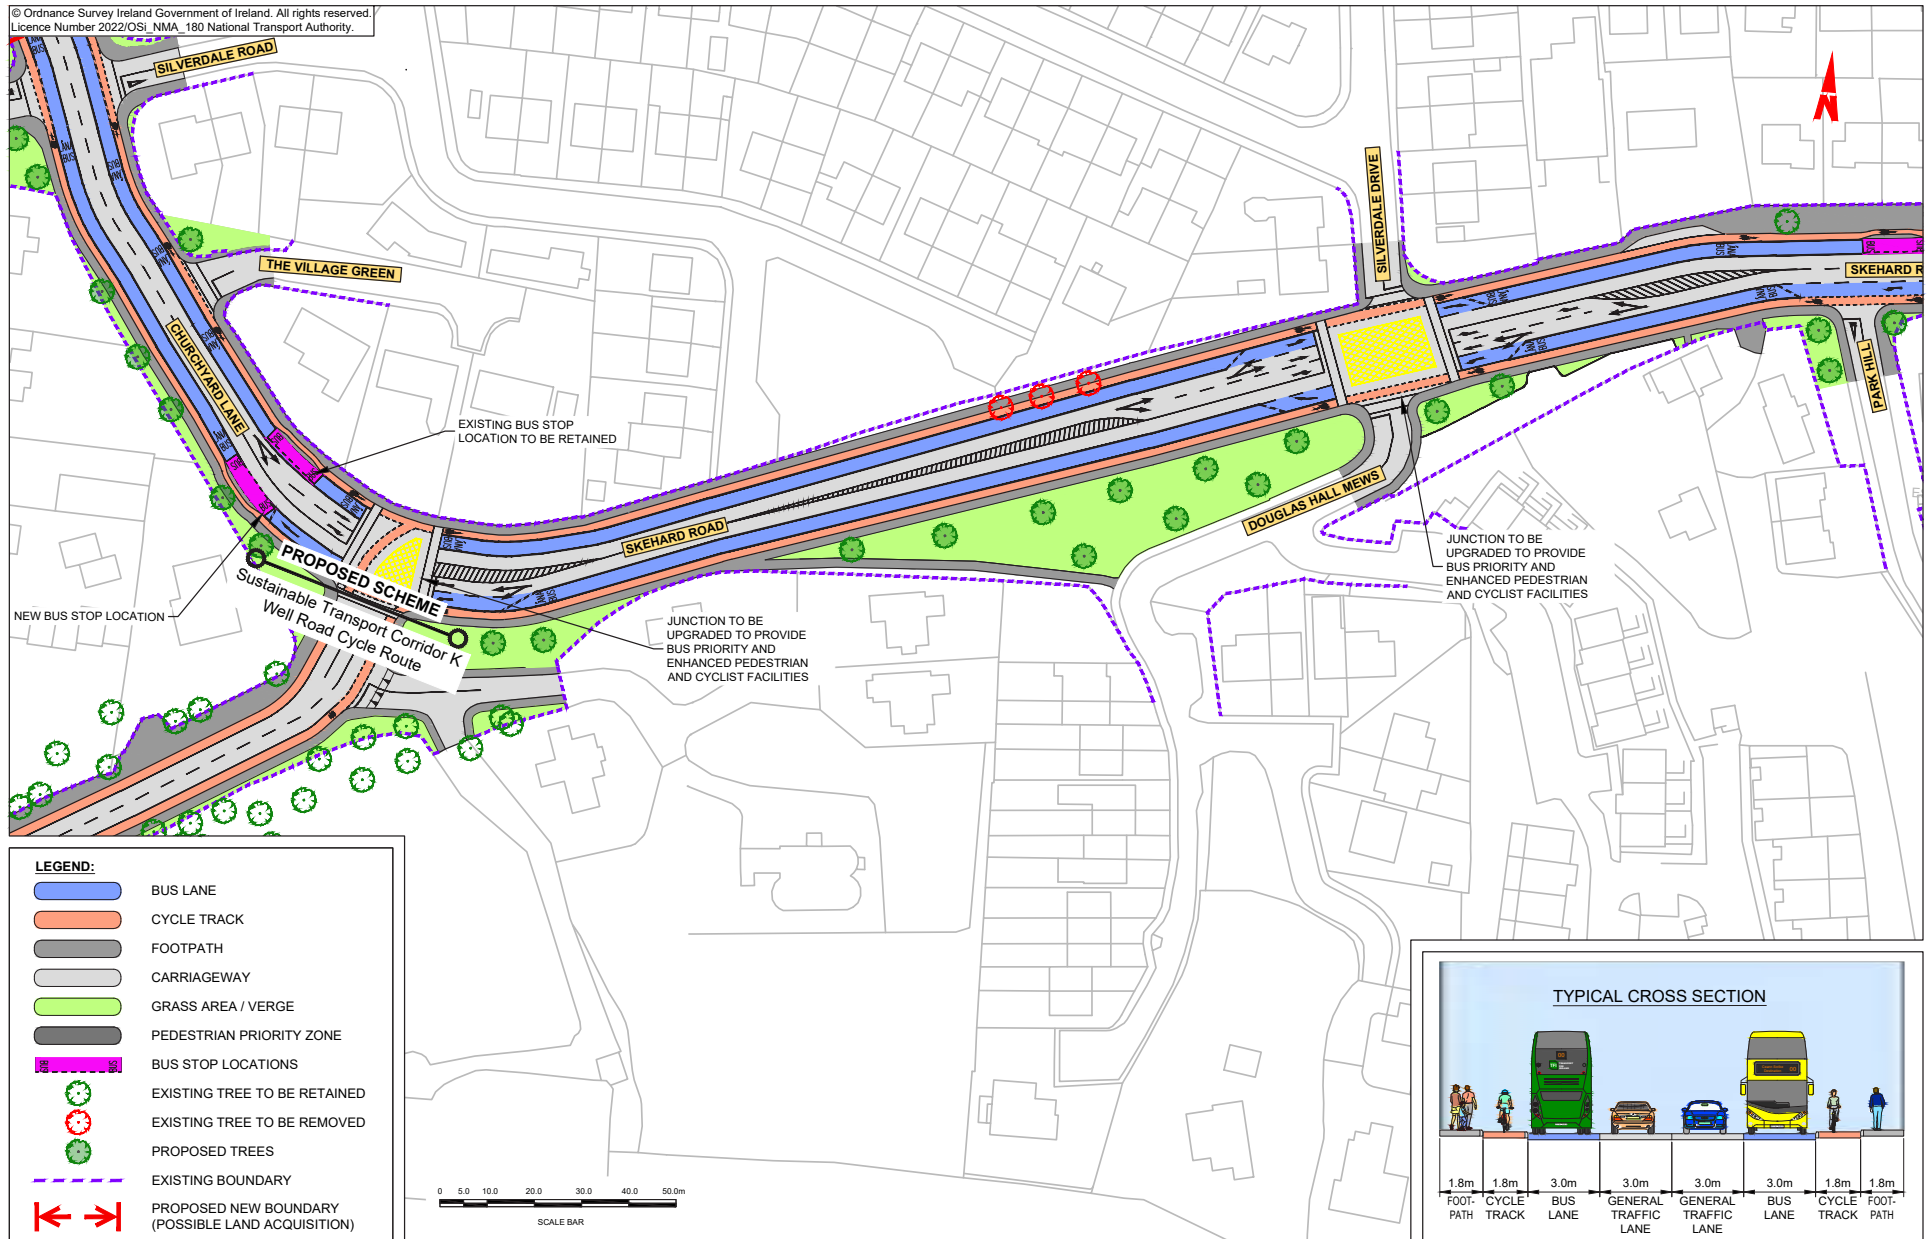 © Ordnance Survey Ireland Government of Ireland. All rights reserved.
Licence Number 2022/OSi_NMA_180 National Transport Authority.
SILVERDALE ROAD
THE VILLAGE GREEN
CHURCHYARD LANE
SILVERDALE DRIVE
SKEHARD R
PARK HILL
EXISTING BUS STOP
LOCATION TO BE RETAINED
SKEHARD ROAD
DOUGLAS HALL MEWS
NEW BUS STOP LOCATION
PROPOSED SCHEME
Sustainable Transport Corridor K
Well Road Cycle Route
JUNCTION TO BE
UPGRADED TO PROVIDE
BUS PRIORITY AND
ENHANCED PEDESTRIAN
AND CYCLIST FACILITIES
JUNCTION TO BE
UPGRADED TO PROVIDE
BUS PRIORITY AND
ENHANCED PEDESTRIAN
AND CYCLIST FACILITIES
LEGEND:
BUS LANE
CYCLE TRACK
FOOTPATH
CARRIAGEWAY
GRASS AREA / VERGE
PEDESTRIAN PRIORITY ZONE
BUS BUS
BUS STOP LOCATIONS
EXISTING TREE TO BE RETAINED
EXISTING TREE TO BE REMOVED
PROPOSED TREES
EXISTING BOUNDARY
PROPOSED NEW BOUNDARY
(POSSIBLE LAND ACQUISITION)
0 5.0 10.0 20.0 30.0 40.0 50.0m
SCALE BAR
N
TYPICAL CROSS SECTION
1.8m 1.8m 3.0m 3.0m 3.0m 3.0m 1.8m 1.8m
FOOT- CYCLE BUS GENERAL GENERAL BUS CYCLE FOOT-
PATH TRACK LANE TRAFFIC TRAFFIC LANE TRACK PATH
LANE LANE